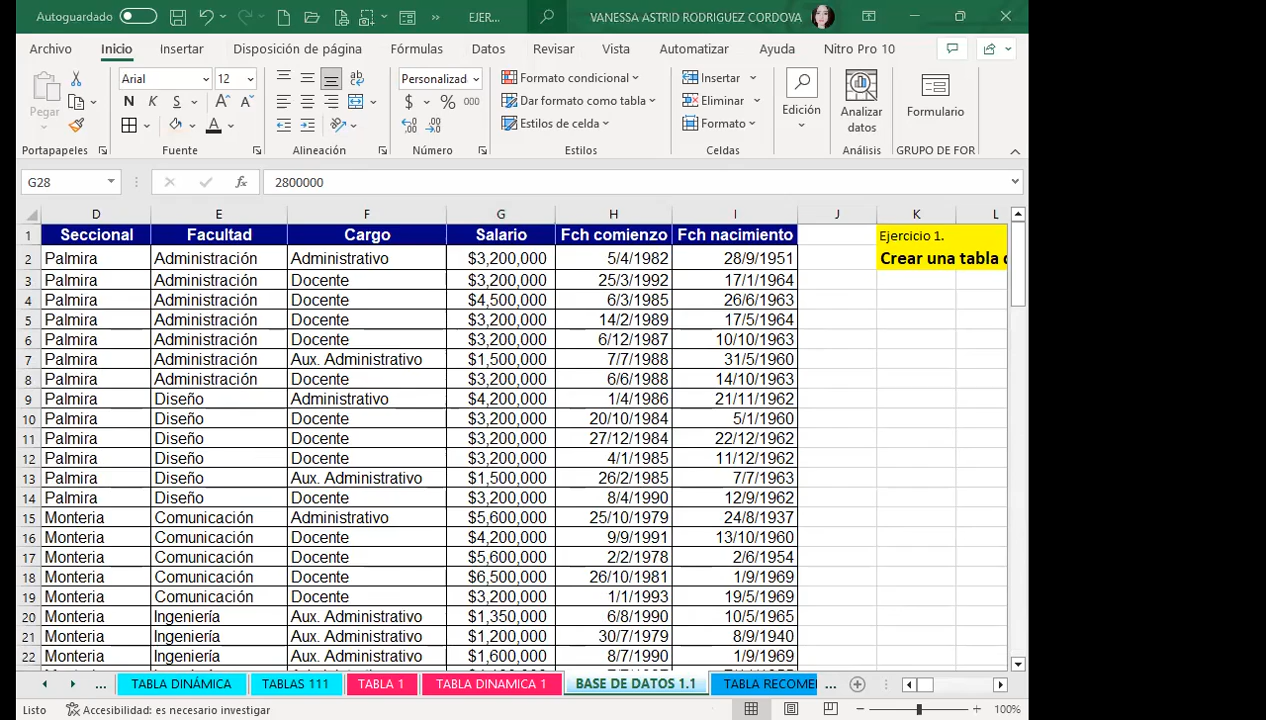 Autoguardado
EJER...
VANESSA ASTRID RODRIGUEZ CORDOVA
Archivo Inicio Insertar Disposición de página Fórmulas Datos Revisar Vista Automatizar Ayuda Nitro Pro 10
Pegar
Arial 12
N K S
Personalizad
$ % 000
Formato condicional
Dar formato como tabla
Estilos de celda
Insertar
Eliminar
Formato
Edición
Analizar datos
Formulario
Portapapeles Fuente Alineación Número Estilos Celdas Análisis GRUPO DE FOR
G28 fx 2800000
D E F G H I J K L
1 Seccional Facultad Cargo Salario Fch comienzo Fch nacimiento Ejercicio 1.
2 Palmira Administración Administrativo $3,200,000 5/4/1982 28/9/1951 Crear una tabla
3 Palmira Administración Docente $3,200,000 25/3/1992 17/1/1964
4 Palmira Administración Docente $4,500,000 6/3/1985 26/6/1963
5 Palmira Administración Docente $3,200,000 14/2/1989 17/5/1964
6 Palmira Administración Docente $3,200,000 6/12/1987 10/10/1963
7 Palmira Administración Aux. Administrativo $1,500,000 7/7/1988 31/5/1960
8 Palmira Administración Docente $3,200,000 6/6/1988 14/10/1963
9 Palmira Diseño Administrativo $4,200,000 1/4/1986 21/11/1962
10 Palmira Diseño Docente $3,200,000 20/10/1984 5/1/1960
11 Palmira Diseño Docente $3,200,000 27/12/1984 22/12/1962
12 Palmira Diseño Docente $3,200,000 4/1/1985 11/12/1962
13 Palmira Diseño Aux. Administrativo $1,500,000 26/2/1985 7/7/1963
14 Palmira Diseño Docente $3,200,000 8/4/1990 12/9/1962
15 Monteria Comunicación Administrativo $5,600,000 25/10/1979 24/8/1937
16 Monteria Comunicación Docente $4,200,000 9/9/1991 13/10/1960
17 Monteria Comunicación Docente $5,600,000 2/2/1978 2/6/1954
18 Monteria Comunicación Docente $6,500,000 26/10/1981 1/9/1969
19 Monteria Comunicación Docente $3,200,000 1/1/1993 19/5/1969
20 Monteria Ingeniería Aux. Administrativo $1,350,000 6/8/1990 10/5/1965
21 Monteria Ingeniería Aux. Administrativo $1,200,000 30/7/1979 8/9/1940
22 Monteria Ingeniería Aux. Administrativo $1,600,000 8/7/1990 1/9/1969
... TABLA DINÁMICA TABLAS 111 TABLA 1 TABLA DINAMICA 1 BASE DE DATOS 1.1 TABLA RECOME ...
Listo Accesibilidad: es necesario investigar 100%